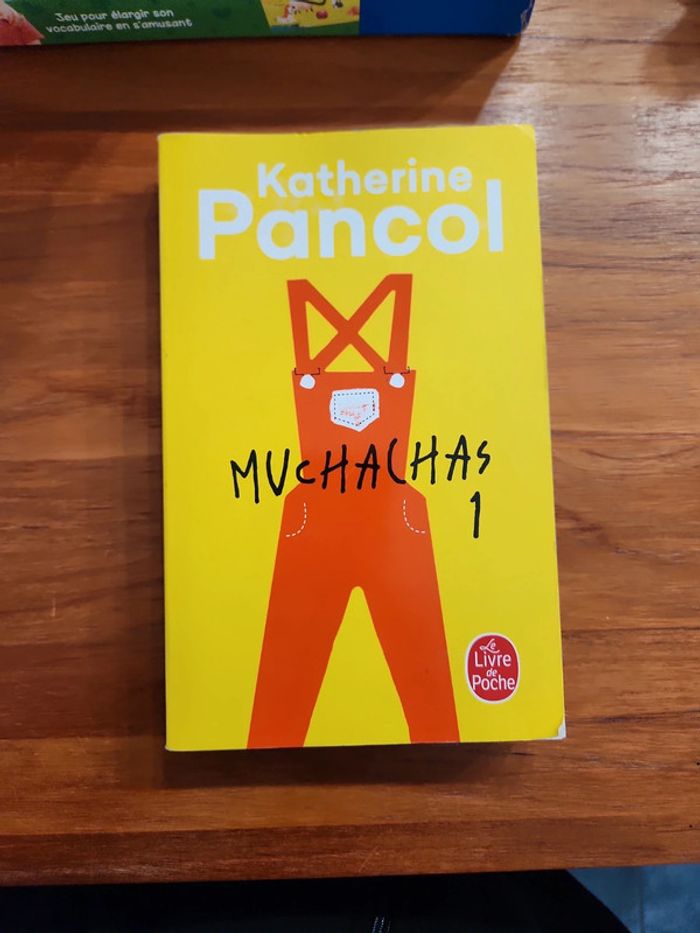 Jeu pour élargir son
vocabulaire en s'amusant
Katherine
Pancol
MUCHACHAS
1
Le
Livre
de
Poche